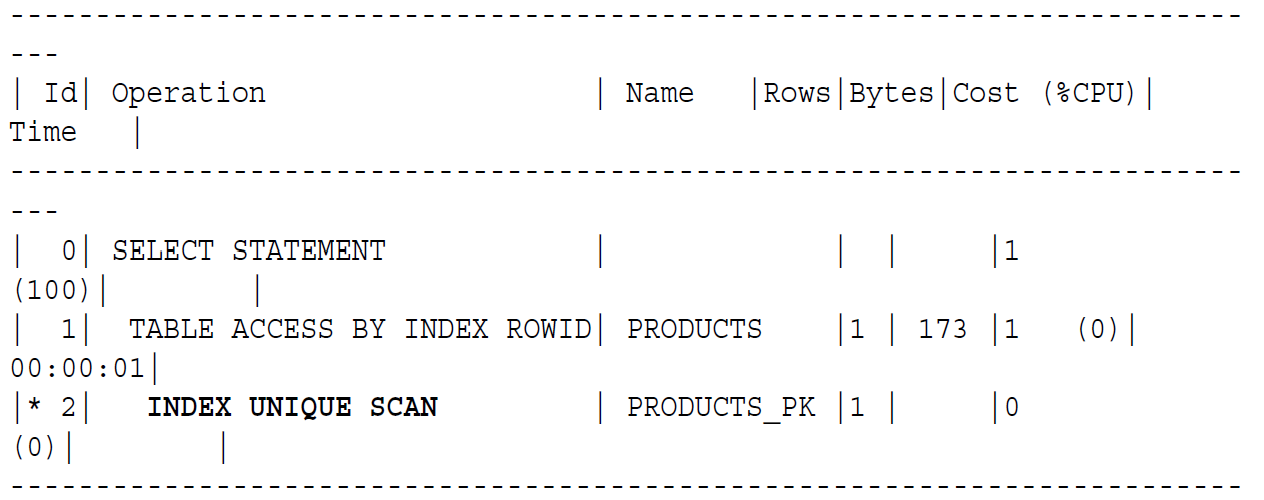 -------------------------------------------------------------------------
---
| Id| Operation                   | Name   |Rows|Bytes|Cost (%CPU)|
Time   |
-------------------------------------------------------------------------
---
|  0| SELECT STATEMENT            |             |  |     |1
(100)|        |
|  1|  TABLE ACCESS BY INDEX ROWID| PRODUCTS    |1 | 173 |1   (0)|
00:00:01|
|* 2|   INDEX UNIQUE SCAN         | PRODUCTS_PK |1 |     |0
(0)|        |
-------------------------------------------------------------------------